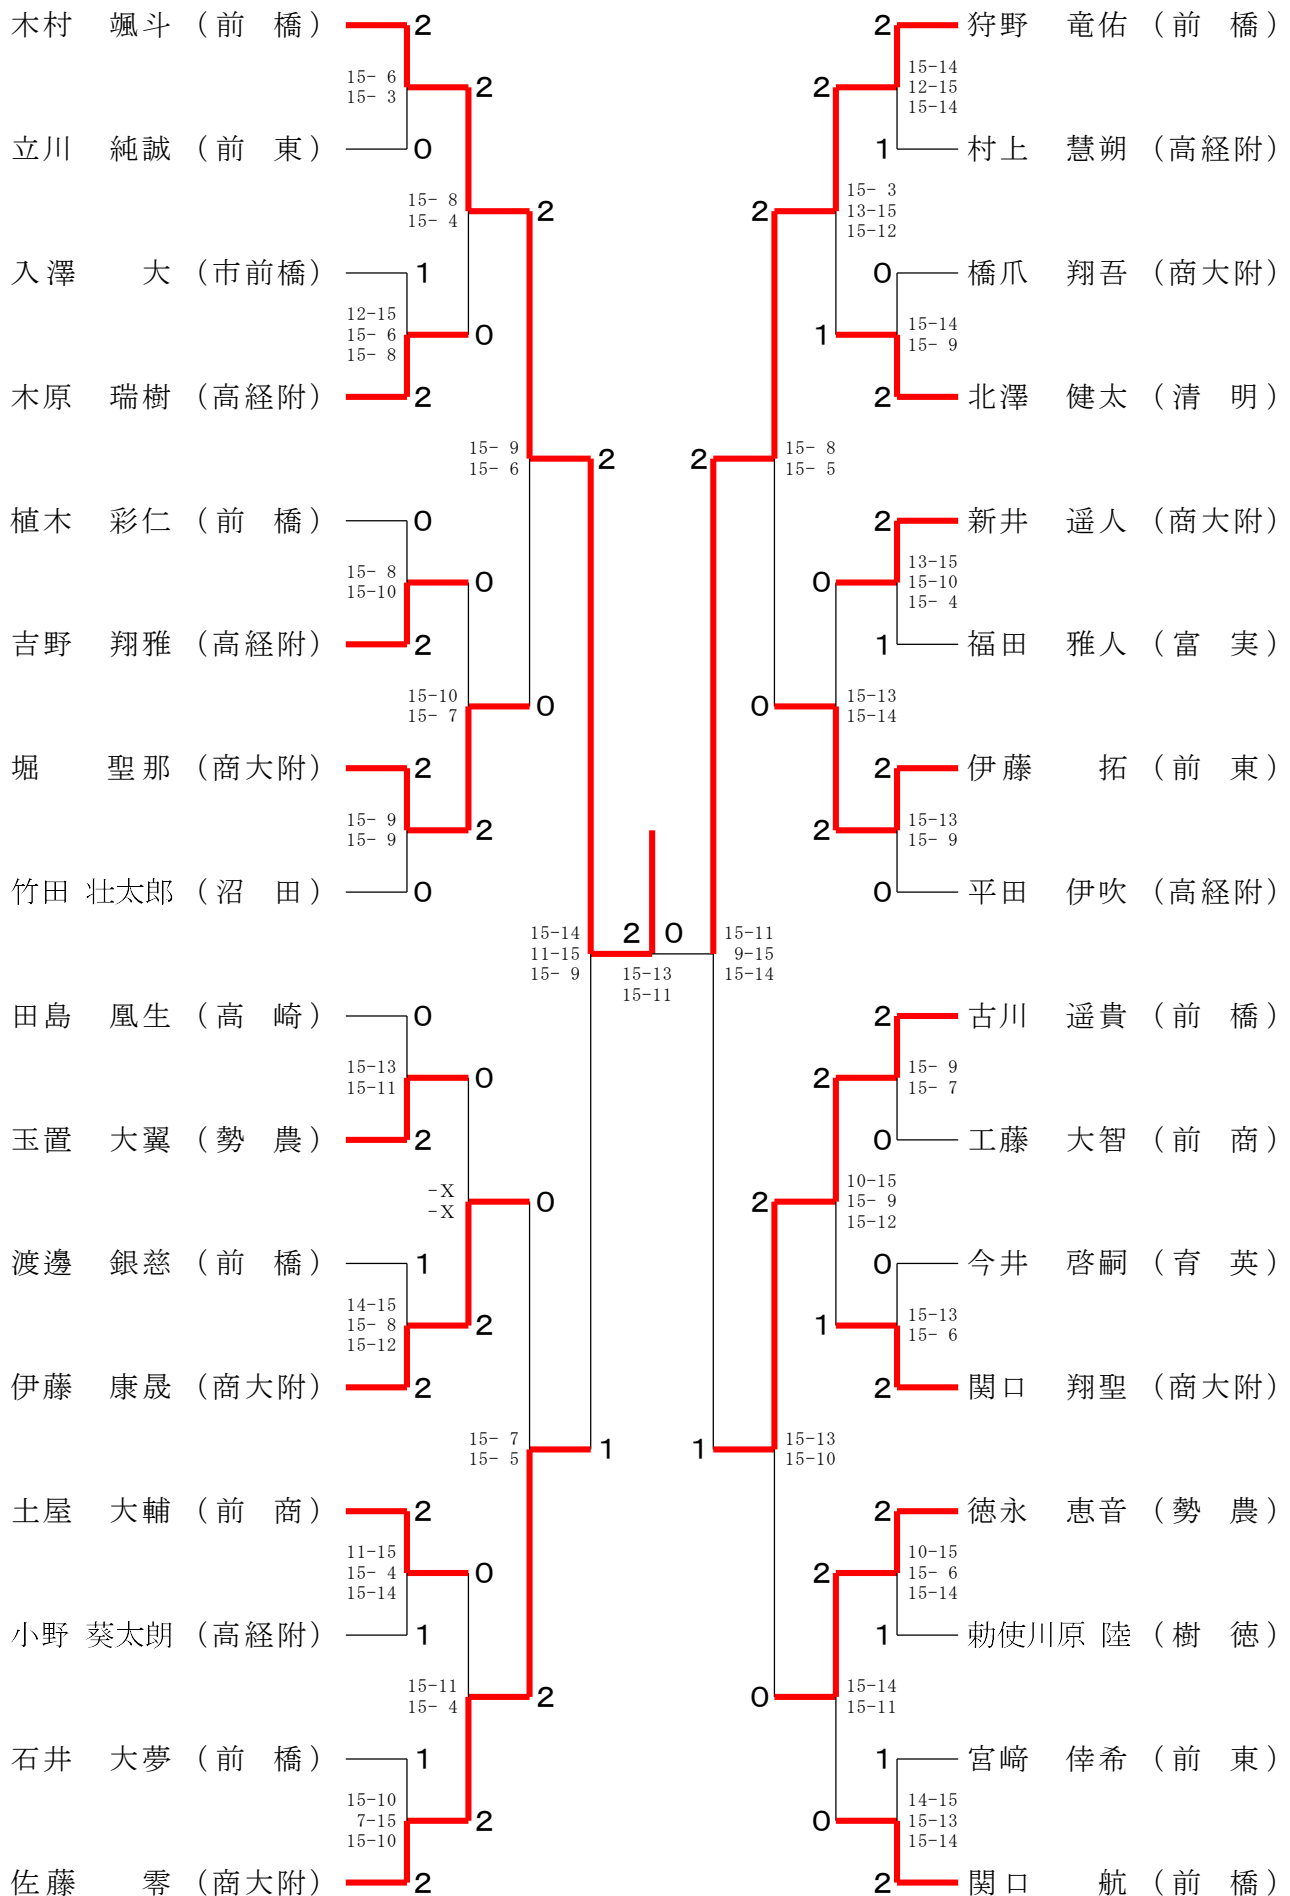 木村 颯斗 (前 橋) 2
15- 6
15- 3
2
立川 純誠 (前 東) 0
15- 8
15- 4
2
入澤 大 (市前橋) 1
12-15
15- 6
15- 8
0
木原 瑞樹 (高経附) 2
15- 9
15- 6
2
植木 彩仁 (前 橋) 0
15- 8
15-10
0
吉野 翔雅 (高経附) 2
15-10
15- 7
0
堀 聖那 (商大附) 2
15- 9
15- 9
2
竹田 壮太郎 (沼 田) 0
15-14
11-15
15- 9
2 0
15-13
15-11
田島 凰生 (高 崎) 0
15-13
15-11
0
玉置 大翼 (勢 農) 2
-X
-X
0
渡邊 銀慈 (前 橋) 1
14-15
15- 8
15-12
2
伊藤 康晟 (商大附) 2
15- 7
15- 5
1
土屋 大輔 (前 商) 2
11-15
15- 4
15-14
0
小野 葵太朗 (高経附) 1
15-11
15- 4
2
石井 大夢 (前 橋) 1
15-10
7-15
15-10
2
佐藤 零 (商大附) 2
2 狩野 竜佑 (前 橋)
15-14
12-15
15-14
2
1 村上 慧朔 (高経附)
15- 3
13-15
15-12
2
0 橋爪 翔吾 (商大附)
15-14
15- 9
1
2 北澤 健太 (清 明)
15- 8
15- 5
2
2 新井 遥人 (商大附)
13-15
15-10
15- 4
0
1 福田 雅人 (富 実)
15-13
15-14
0
2 伊藤 拓 (前 東)
15-13
15- 9
2
0 平田 伊吹 (高経附)
15-11
9-15
15-14
2 古川 遥貴 (前 橋)
15- 9
15- 7
2
0 工藤 大智 (前 商)
10-15
15- 9
15-12
2
0 今井 啓嗣 (育 英)
15-13
15- 6
1
2 関口 翔聖 (商大附)
15-13
15-10
1
2 徳永 恵音 (勢 農)
10-15
15- 6
15-14
2
1 勅使川原 陸 (樹 徳)
15-14
15-11
0
1 宮﨑 倖希 (前 東)
14-15
15-13
15-14
0
2 関口 航 (前 橋)